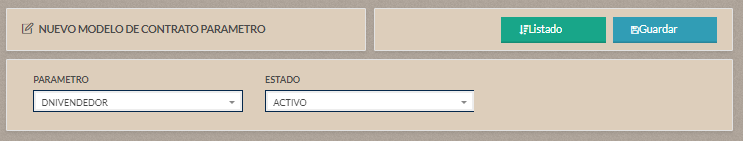 NUEVO MODELO DE CONTRATO PARAMETRO
Listado
Guardar
PARAMETRO
ESTADO
DNIVENDEDOR
ACTIVO